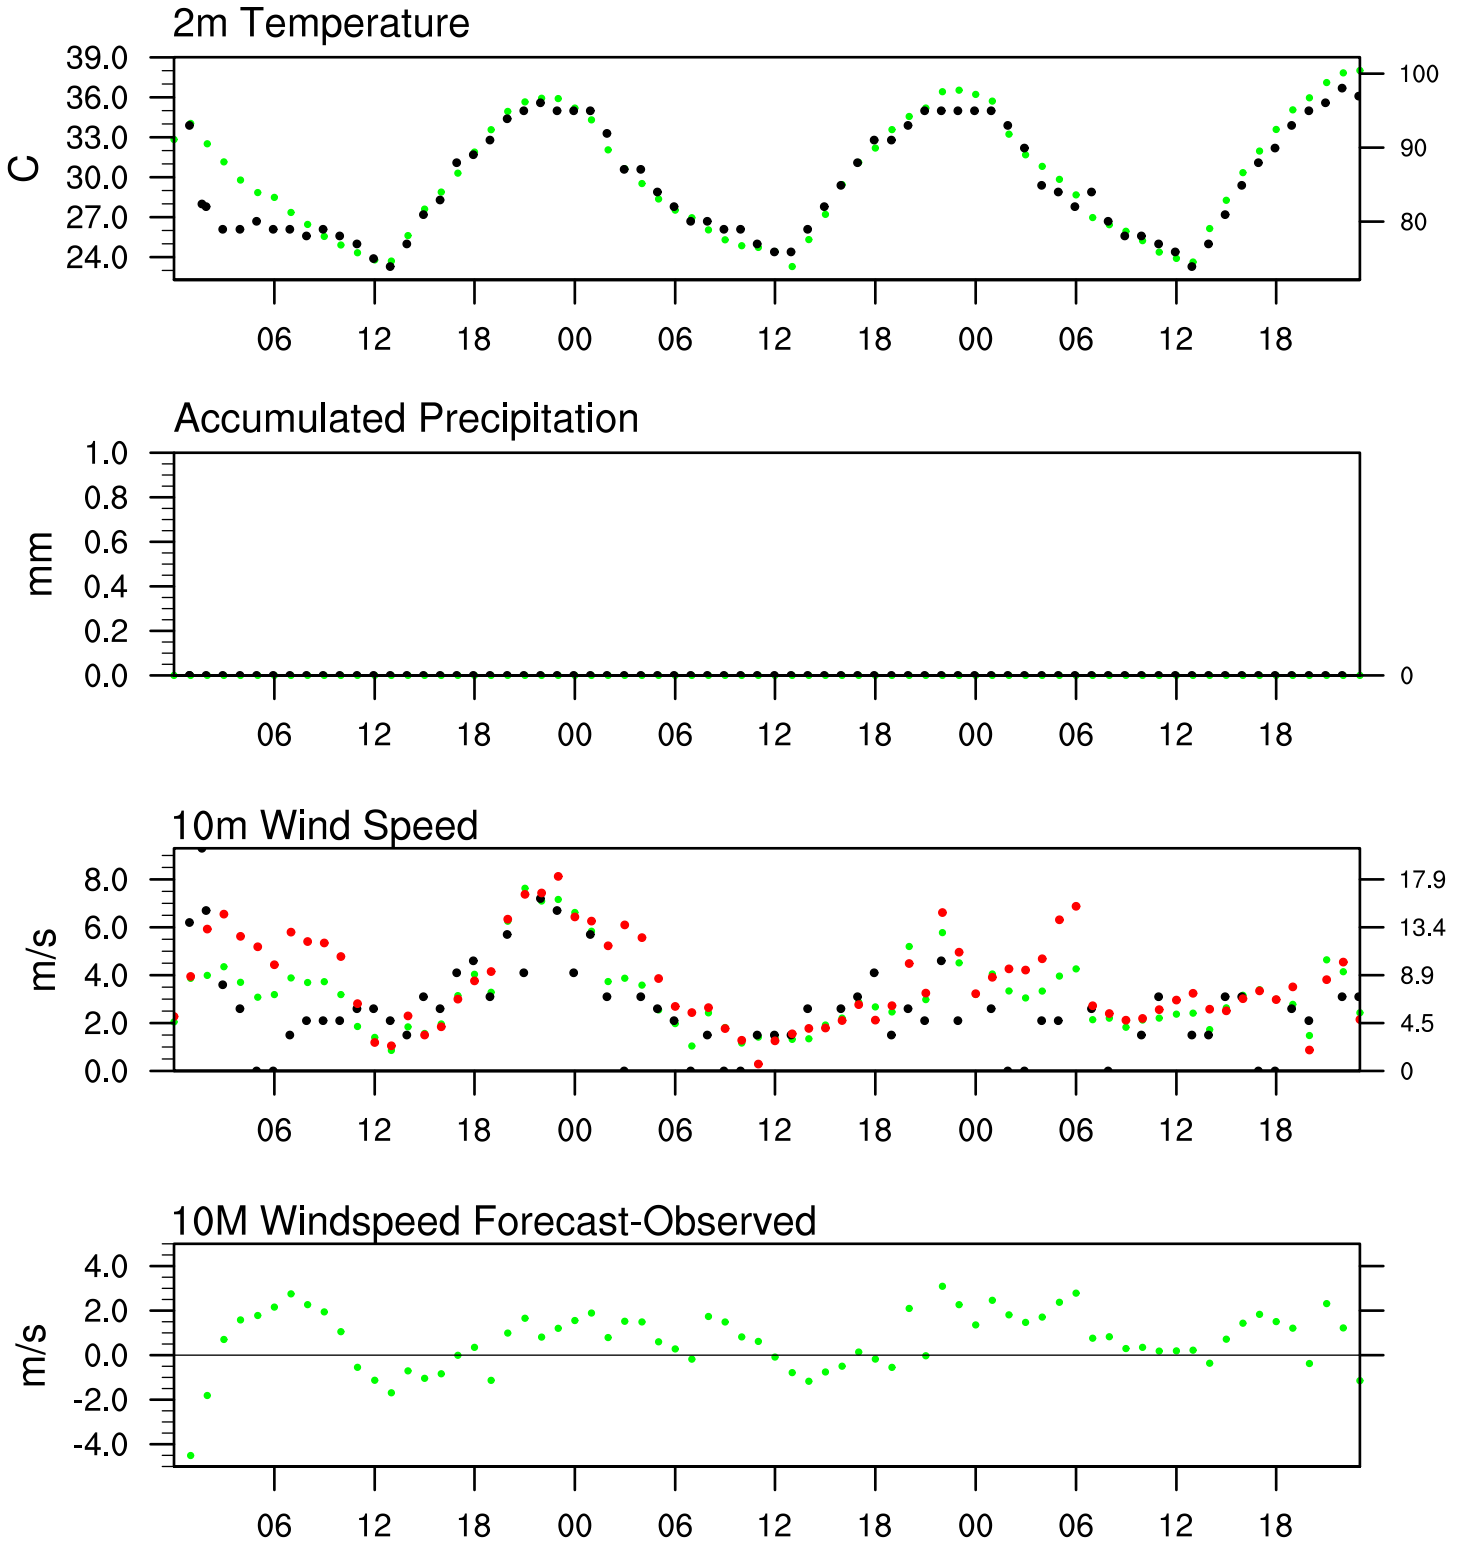 2m Temperature
39.0
36.0
33.0
30.0
27.0
24.0
C
100
90
80
06 12 18 00 06 12 18 00 06 12 18
Accumulated Precipitation
1.0
0.8
0.6
0.4
0.2
0.0
mm
0
06 12 18 00 06 12 18 00 06 12 18
10m Wind Speed
8.0
6.0
4.0
2.0
0.0
m/s
17.9
13.4
8.9
4.5
0
06 12 18 00 06 12 18 00 06 12 18
10M Windspeed Forecast-Observed
4.0
2.0
0.0
-2.0
-4.0
m/s
06 12 18 00 06 12 18 00 06 12 18